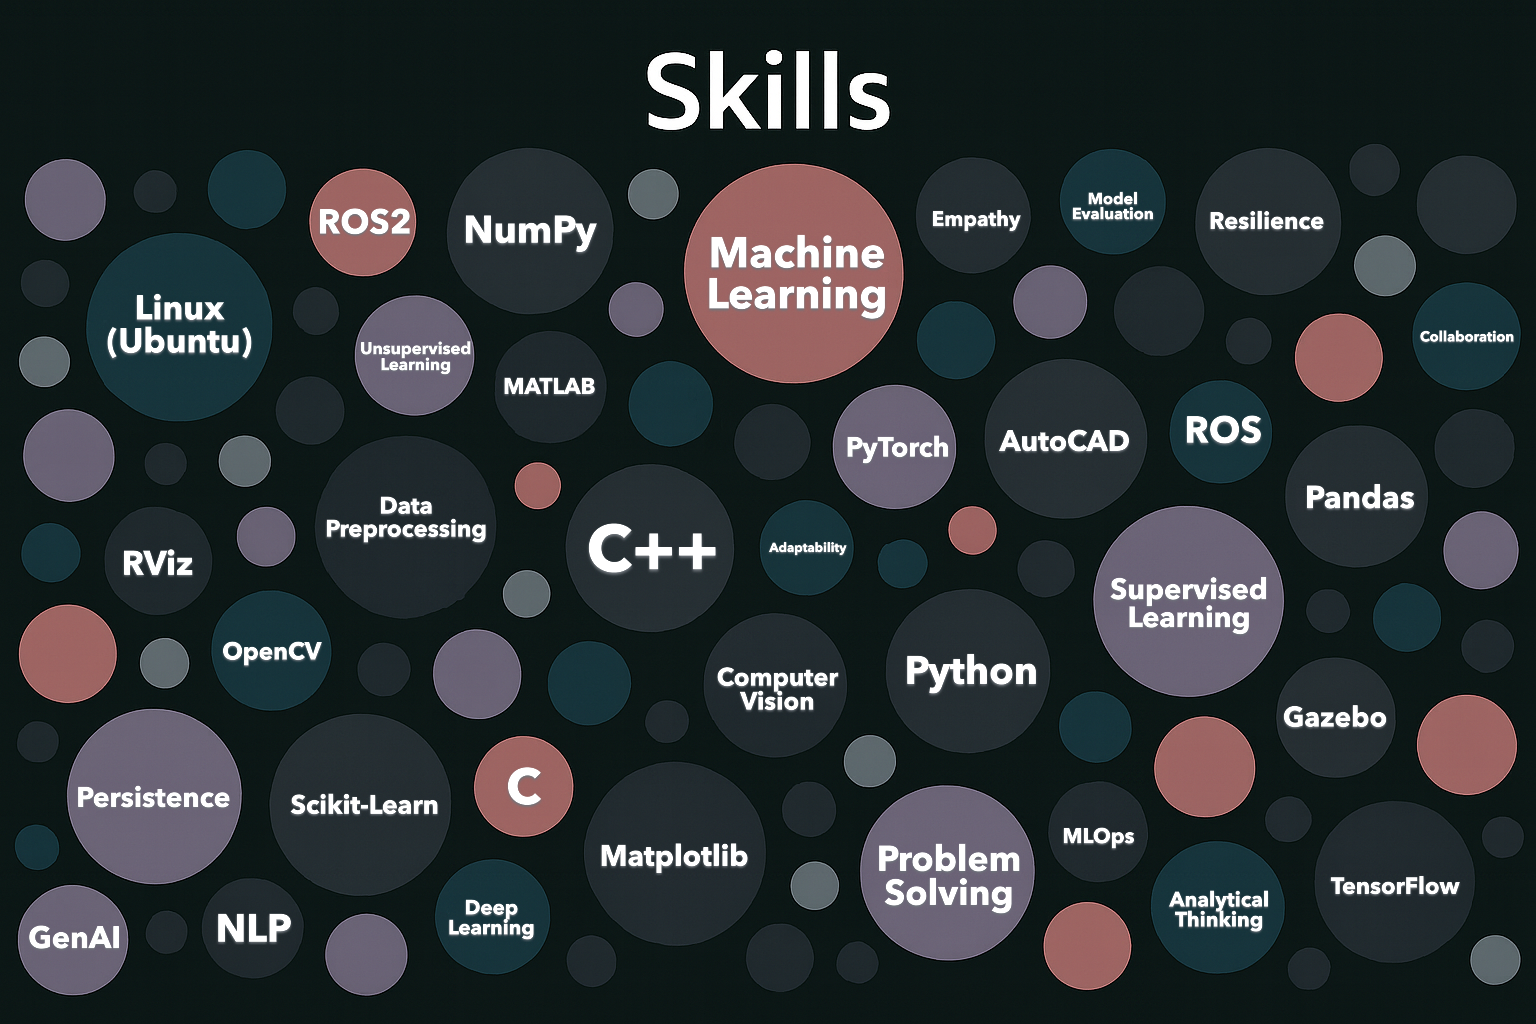 Skills
ROS2
NumPy
Machine
Learning
Empathy
Model
Evaluation
Resilience
Linux
(Ubuntu)
Unsupervised
Learning
MATLAB
Collaboration
PyTorch
AutoCAD
ROS
Pandas
Data
Preprocessing
RViz
C++
Adaptability
Supervised
Learning
OpenCV
Computer
Vision
Python
Gazebo
Persistence
Scikit-Learn
C
Matplotlib
Problem
Solving
MLOps
TensorFlow
GenAI
NLP
Deep
Learning
Analytical
Thinking